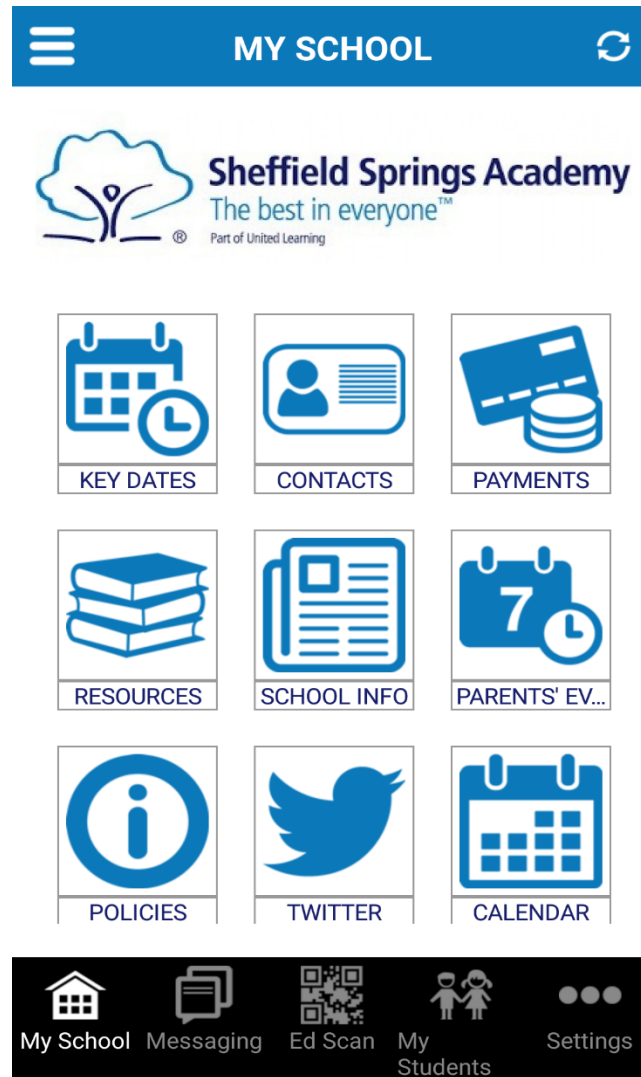 MY SCHOOL
Sheffield Springs Academy
The best in everyone™
®
Part of United Learning
KEY DATES
CONTACTS
PAYMENTS
7
RESOURCES
SCHOOL INFO
PARENTS' EV...
POLICIES
TWITTER
CALENDAR
My School
Messaging
Ed Scan
My
Students
Settings